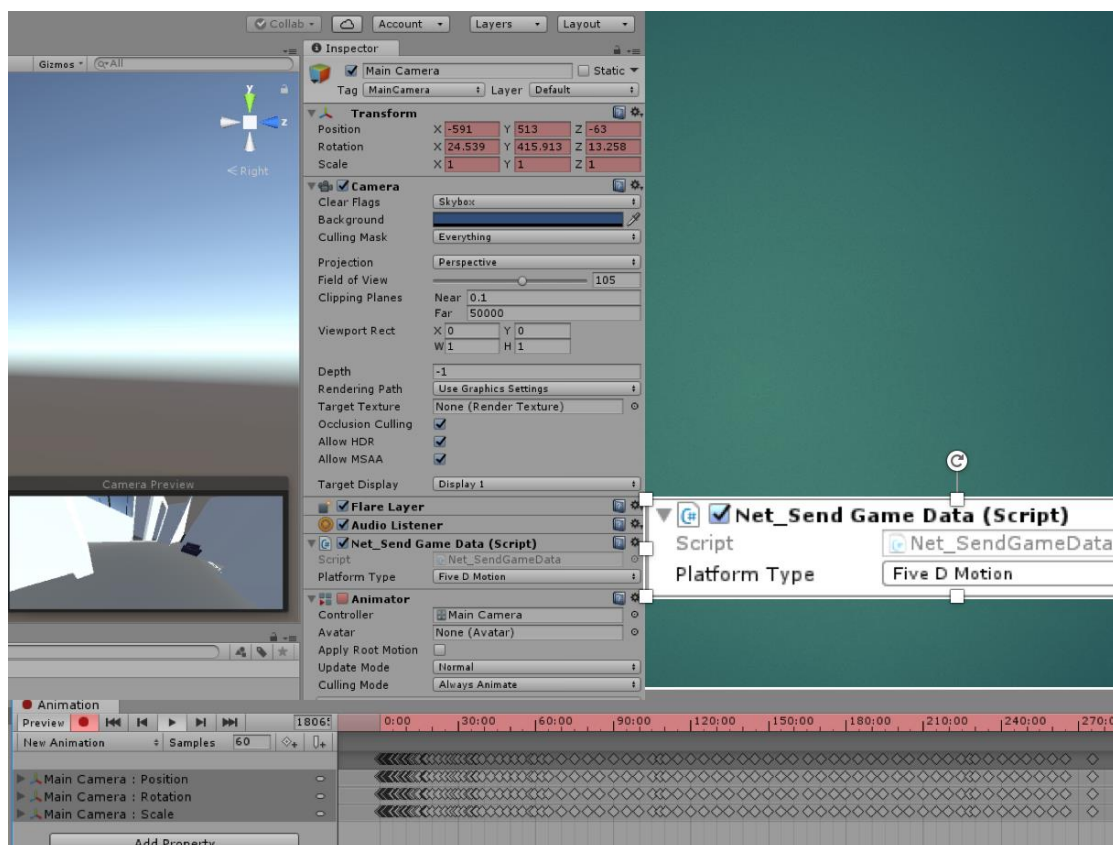 Collab Account Layers Layout
Inspector
Gizmos All
Main Camera Static
Tag MainCamera Layer Default
y
z
Right
Transform
Position X -591 Y 513 Z -63
Rotation X 24.539 Y 415.913 Z 13.258
Scale X 1 Y 1 Z 1
Camera
Clear Flags Skybox
Background
Culling Mask Everything
Projection Perspective
Field of View 105
Clipping Planes Near 0.1
Far 50000
Viewport Rect X 0 Y 0
W 1 H 1
Depth -1
Rendering Path Use Graphics Settings
Target Texture None (Render Texture)
Occlusion Culling
Allow HDR
Allow MSAA
Target Display Display 1
Camera Preview
Flare Layer
Audio Listener
Net_Send Game Data (Script)
Script Net_SendGameData
Platform Type Five D Motion
Animator
Controller Main Camera
Avatar None (Avatar)
Apply Root Motion
Update Mode Normal
Culling Mode Always Animate
Net_Send Game Data (Script)
Script Net_SendGameData
Platform Type Five D Motion
Animation
Preview 0:00 30:00 60:00 90:00 120:00 150:00 180:00 210:00 240:00
New Animation Samples 60
Main Camera : Position
Main Camera : Rotation
Main Camera : Scale
Add Property